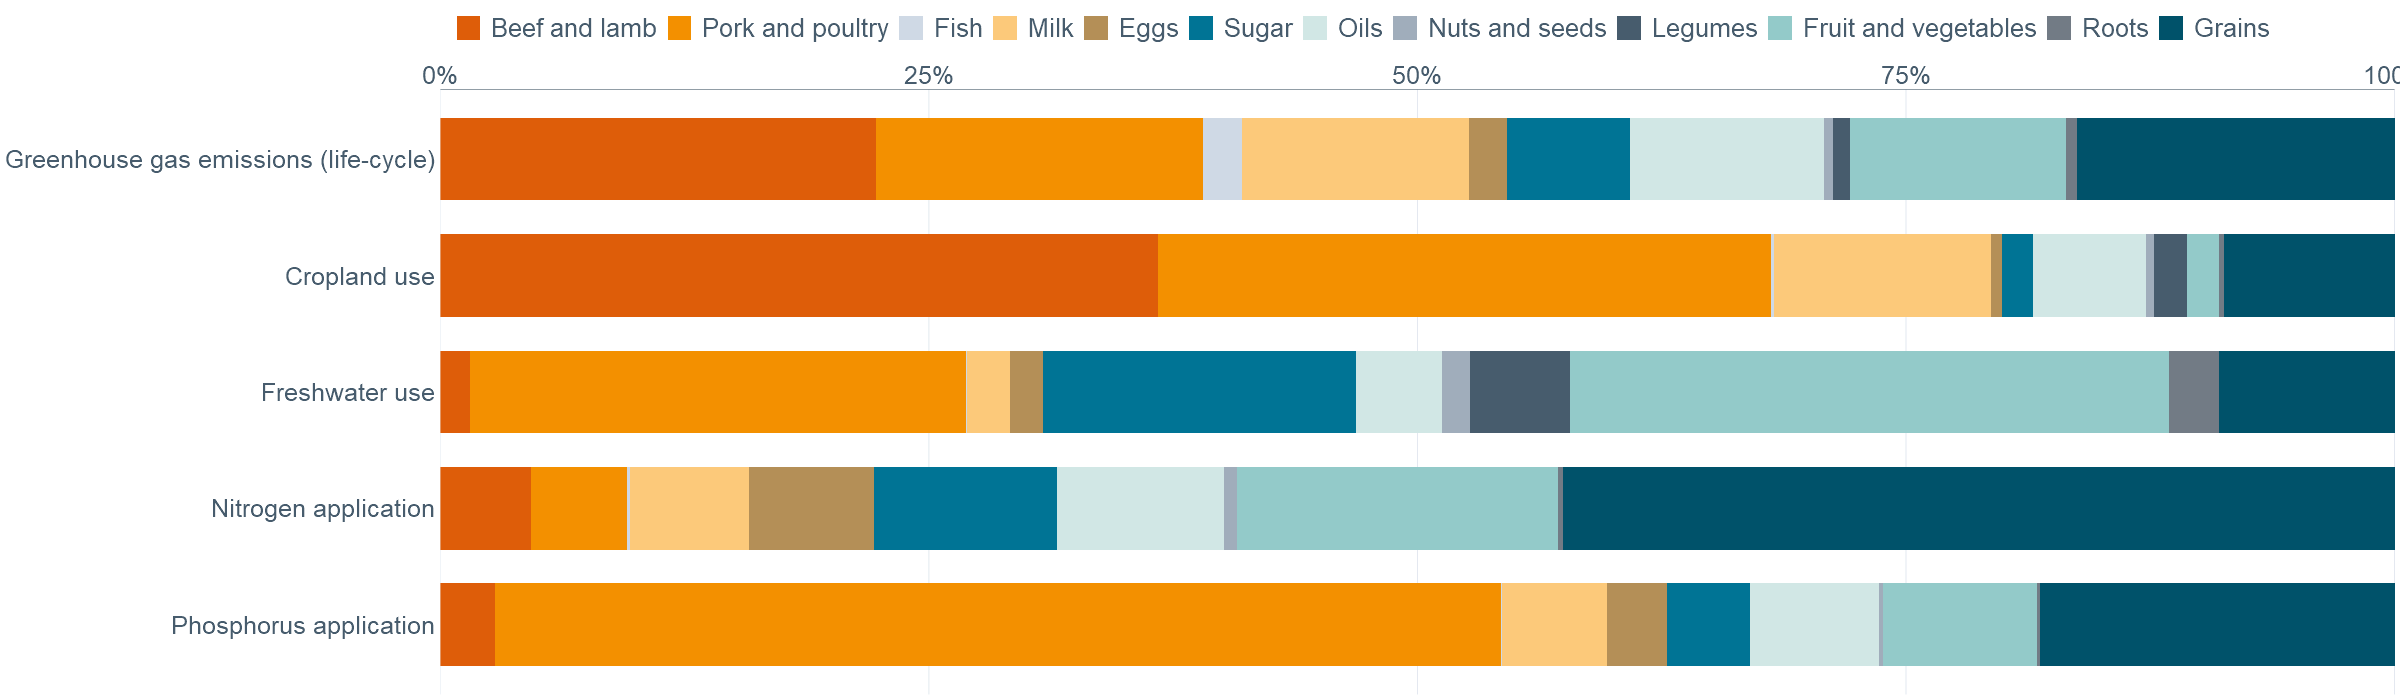 Beef and lamb Pork and poultry Fish Milk Eggs Sugar Oils Nuts and seeds Legumes Fruit and vegetables Roots Grains
0% 25% 50% 75% 100
Greenhouse gas emissions (life-cycle)
Cropland use
Freshwater use
Nitrogen application
Phosphorus application